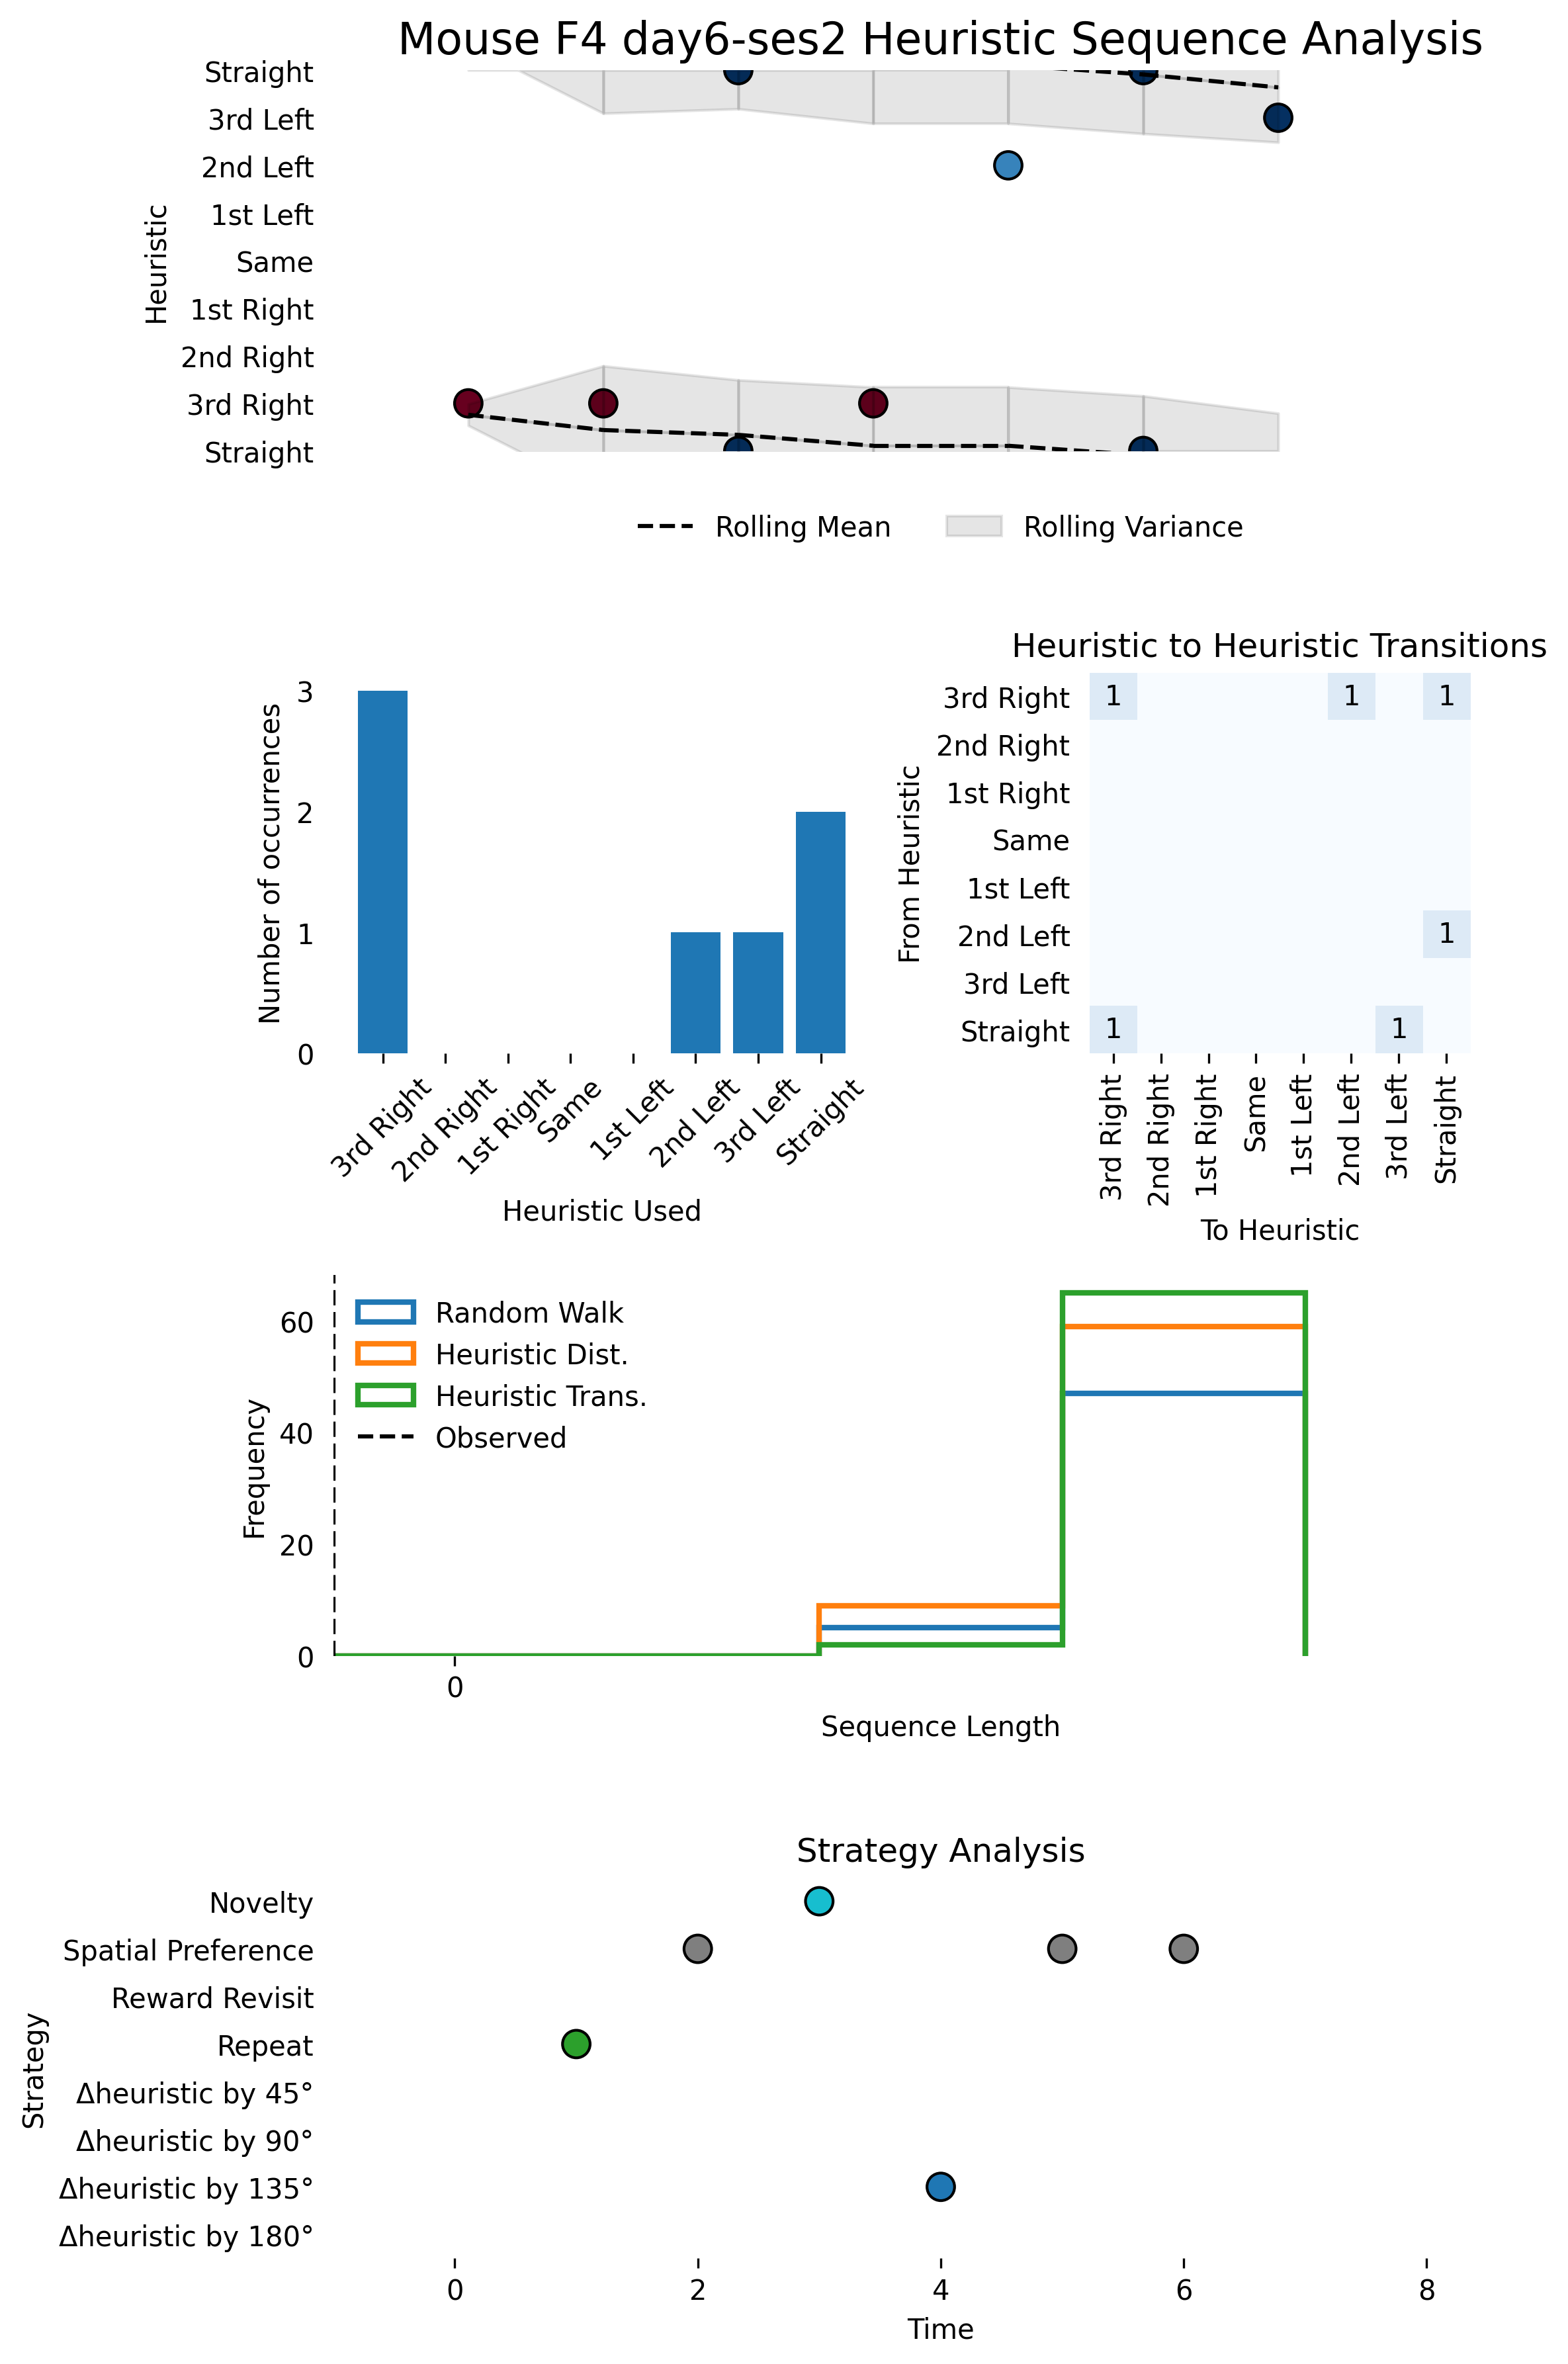 Mouse F4 day6-ses2 Heuristic Sequence Analysis
Straight
3rd Left
2nd Left
1st Left
Same
1st Right
2nd Right
3rd Right
Straight
Heuristic
Rolling Mean
Rolling Variance
3
2
1
0
Number of occurrences
3rd Right
2nd Right
1st Right
Same
1st Left
2nd Left
3rd Left
Straight
Heuristic Used
Heuristic to Heuristic Transitions
3rd Right
2nd Right
1st Right
Same
1st Left
2nd Left
3rd Left
Straight
From Heuristic
1 1 1
1
1 1
3rd Right
2nd Right
1st Right
Same
1st Left
2nd Left
3rd Left
Straight
To Heuristic
60
40
20
0
Frequency
Random Walk
Heuristic Dist.
Heuristic Trans.
Observed
0
Sequence Length
Strategy Analysis
Novelty
Spatial Preference
Reward Revisit
Repeat
Δheuristic by 45°
Δheuristic by 90°
Δheuristic by 135°
Δheuristic by 180°
Strategy
0 2 4 6 8
Time